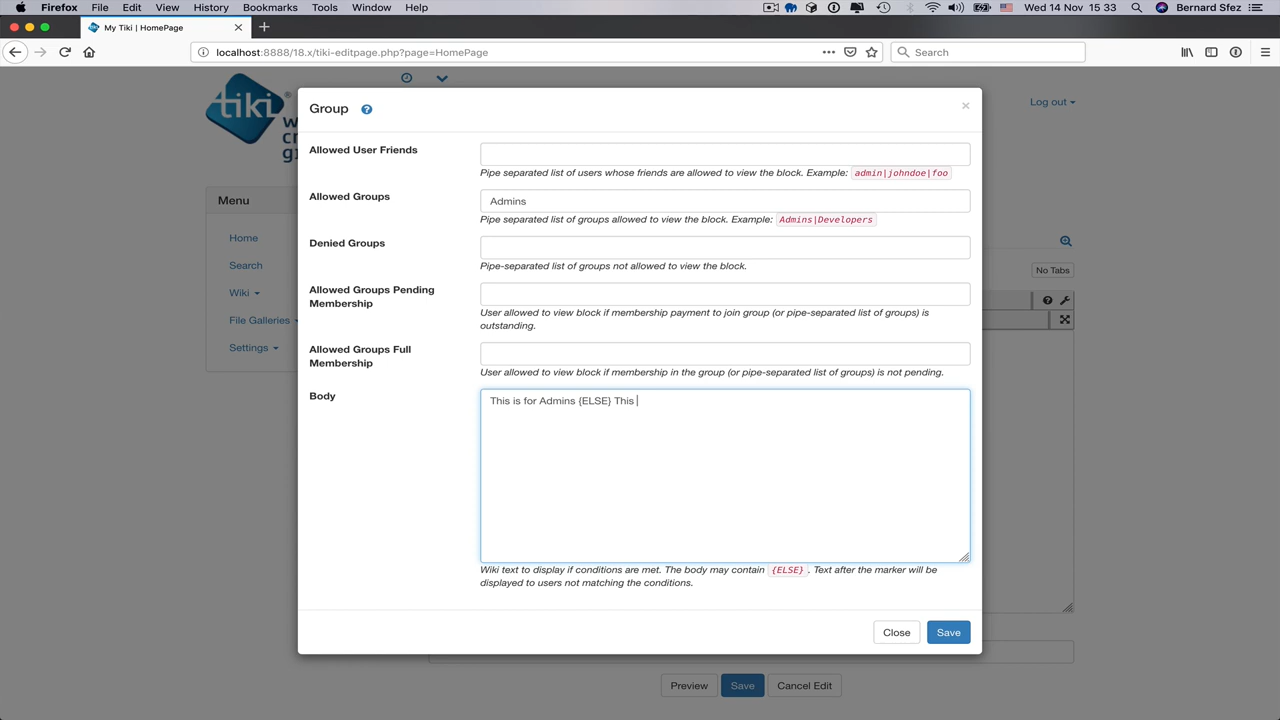 Firefox File Edit View History Bookmarks Tools Window Help Wed 14 Nov 15 33 Bernard Sfez
My Tiki | HomePage
localhost:8888/18.x/tiki-editpage.php?page=HomePage
Search
tiki
Log out
Menu
Home
Search
Wiki
File Galleries
Settings
No Tabs
Group
Allowed User Friends
Pipe separated list of users whose friends are allowed to view the block. Example: admin|johndoe|foo
Allowed Groups
Admins
Pipe separated list of groups allowed to view the block. Example: Admins|Developers
Denied Groups
Pipe-separated list of groups not allowed to view the block.
Allowed Groups Pending
Membership
User allowed to view block if membership payment to join group (or pipe-separated list of groups) is
outstanding.
Allowed Groups Full
Membership
User allowed to view block if membership in the group (or pipe-separated list of groups) is not pending.
Body
This is for Admins {ELSE} This
Wiki text to display if conditions are met. The body may contain {ELSE}. Text after the marker will be
displayed to users not matching the conditions.
Close Save
Preview Save Cancel Edit